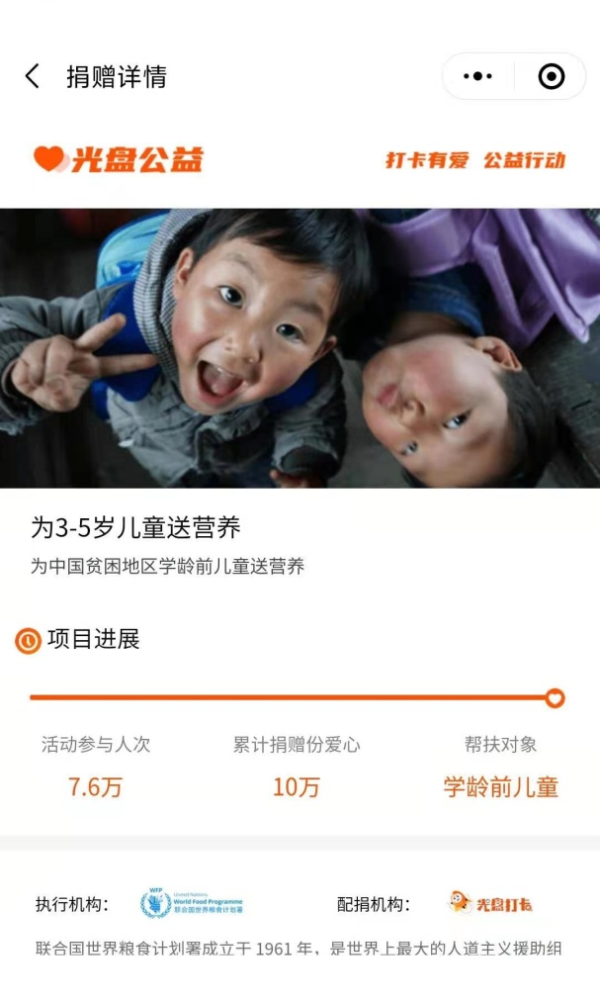 捐赠详情
光盘公益
打卡有爱 公益行动
为3-5岁儿童送营养
为中国贫困地区学龄前儿童送营养
项目进展
活动参与人次 累计捐赠份爱心 帮扶对象
7.6万 10万 学龄前儿童
执行机构： WFP United Nations World Food Programme 联合国世界粮食计划署 配捐机构： 光盘打卡
联合国世界粮食计划署成立于 1961 年，是世界上最大的人道主义援助组